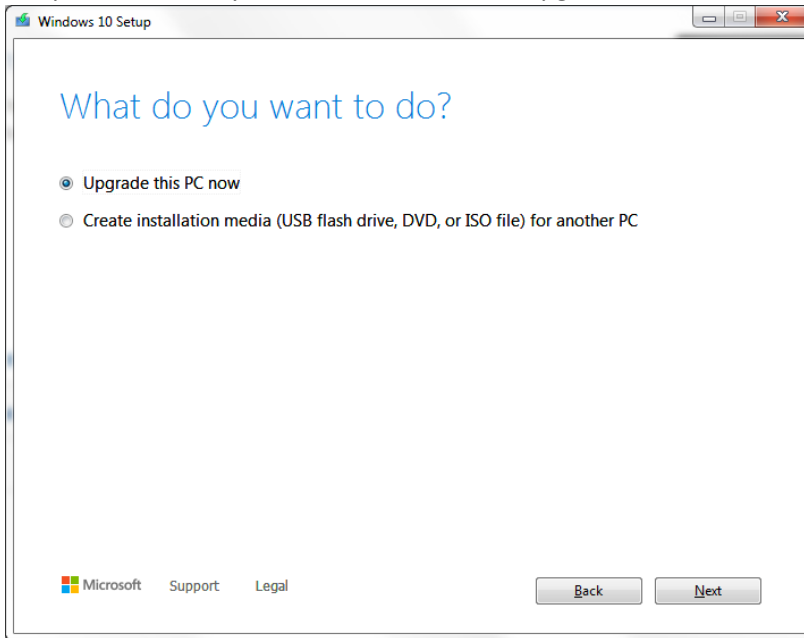 Windows 10 Setup
What do you want to do?
Upgrade this PC now
Create installation media (USB flash drive, DVD, or ISO file) for another PC
Microsoft Support Legal Back Next